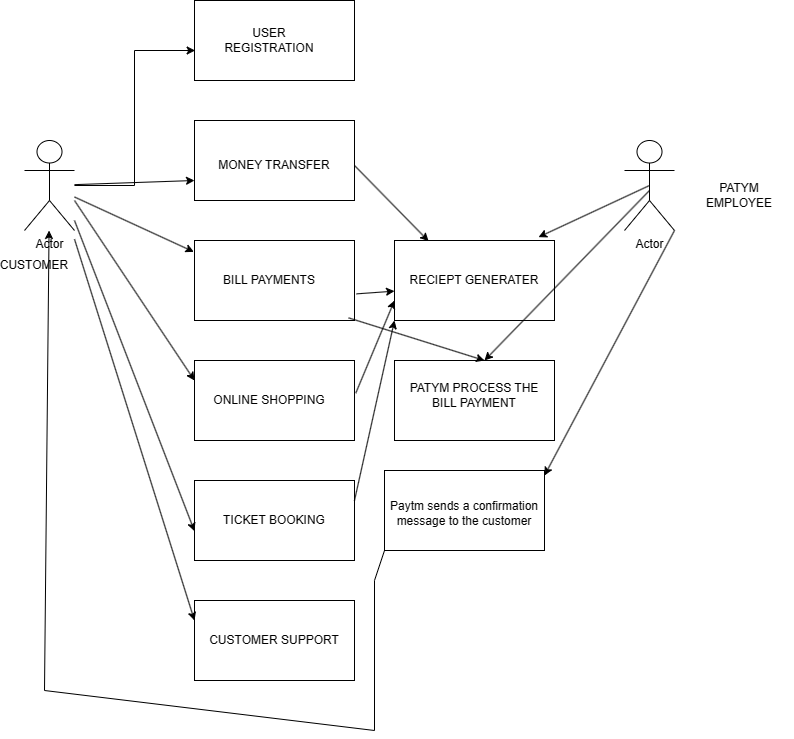 USER
REGISTRATION
MONEY TRANSFER
PATYM
EMPLOYEE
Actor
CUSTOMER
Actor
BILL PAYMENTS
RECIEPT GENERATER
ONLINE SHOPPING
PATYM PROCESS THE
BILL PAYMENT
TICKET BOOKING
Paytm sends a confirmation
message to the customer
CUSTOMER SUPPORT